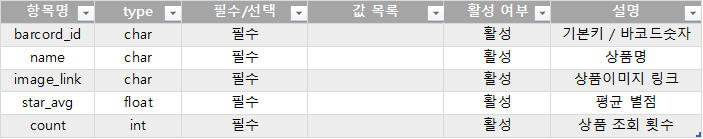 항목명 type 필수/선택 값 목록 활성 여부 설명
barcord_id char 필수 활성 기본키 / 바코드숫자
name char 필수 활성 상품명
image_link char 필수 활성 상품이미지 링크
star_avg float 필수 활성 평균 별점
count int 필수 활성 상품 조회 횟수